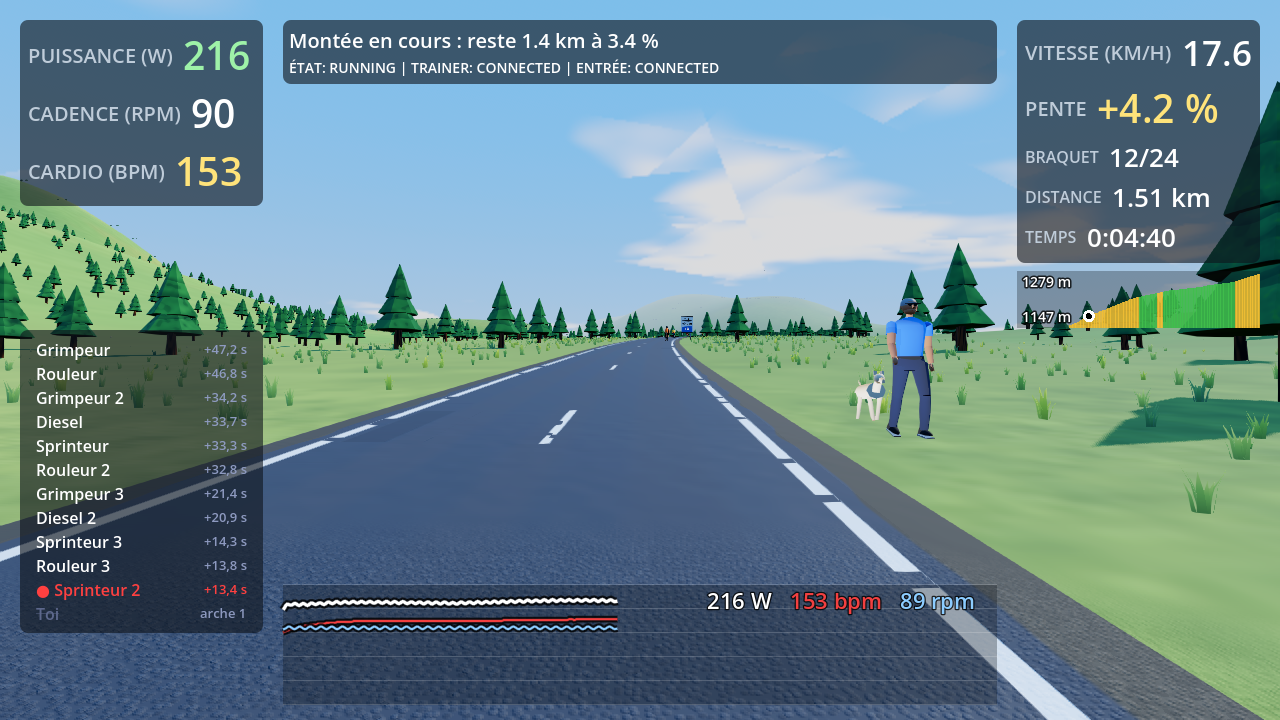 PUISSANCE (W) 216
CADENCE (RPM) 90
CARDIO (BPM) 153
Montée en cours : reste 1.4 km à 3.4 %
ÉTAT: RUNNING | TRAINER: CONNECTED | ENTRÉE: CONNECTED
VITESSE (KM/H) 17.6
PENTE +4.2 %
BRAQUET 12/24
DISTANCE 1.51 km
TEMPS 0:04:40
1279 m
1147 m
Grimpeur +47,2 s
Rouleur +46,8 s
Grimpeur 2 +34,2 s
Diesel +33,7 s
Sprinteur +33,3 s
Rouleur 2 +32,8 s
Grimpeur 3 +21,4 s
Diesel 2 +20,9 s
Sprinteur 3 +14,3 s
Rouleur 3 +13,8 s
Sprinteur 2 +13,4 s
Toi arche 1
216 W 153 bpm 89 rpm